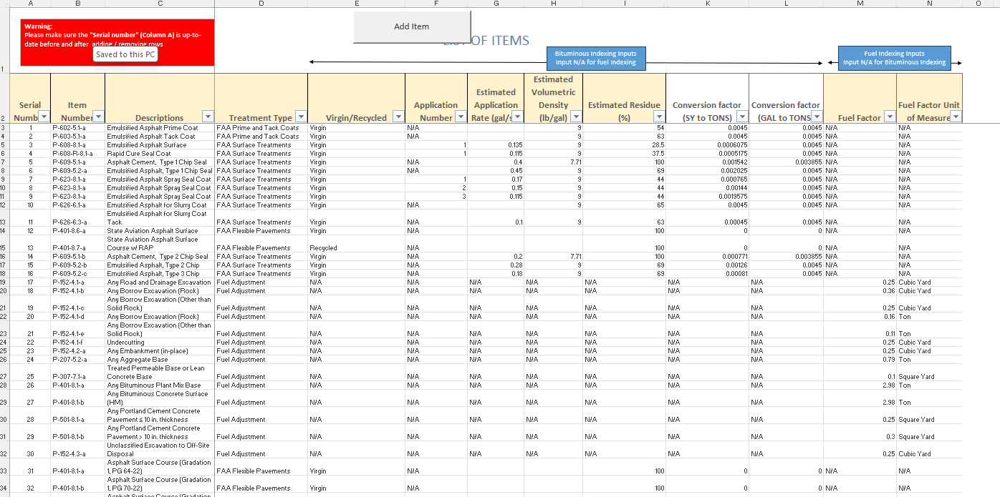 A B C D E F G H I K L M N O
Warning:
Please make sure the "Serial number" (Column A) is up-to-
date before and after adding / removing rows
Saved to this PC
Add Item
OF ITEMS
Bituminous Indexing Inputs
Input N/A for fuel Indexing
Fuel Indexing Inputs
Input N/A for Bituminous Indexing
1
2
Serial
Numb
Item
Number
Descriptions
Treatment Type
Virgin/Recycled
Application
Number
Estimated
Application
Rate (gal/s
Estimated
Volumetric
Density
(lb/gal)
Estimated Residue
(%)
Conversion factor
(SY to TONS)
Conversion factor
(GAL to TONS
Fuel Factor
Fuel Factor Unit
of Measure
3 1 P-602-5.1-a Emulsified Asphalt Prime Coat FAA Prime and Tack Coats Virgin N/A 9 54 0.0045 0.0045 N/A N/A
4 2 P-603-5.1-a Emulsified Asphalt Tack Coat FAA Prime and Tack Coats Virgin N/A 9 63 0.0045 0.0045 N/A N/A
5 3 P-608-8.1-a Emulsified Asphalt Surface FAA Surface Treatments Virgin 1 0.135 9 28.5 0.0006075 0.0045 N/A N/A
6 4 P-608-R-8.1-a Rapid Cure Seal Coat FAA Surface Treatments Virgin 1 0.115 9 37.5 0.0005175 0.0045 N/A N/A
7 5 P-609-5.1-a Asphalt Cement, Type 1 Chip Seal FAA Surface Treatments Virgin N/A 0.4 7.71 100 0.001542 0.003855 N/A N/A
8 6 P-609-5.2-a Emulsified Asphalt, Type 1 Chip Seal FAA Surface Treatments Virgin N/A 0.45 9 69 0.002025 0.0045 N/A N/A
9 7 P-623-8.1-a Emulsified Asphalt Spray Seal Coat FAA Surface Treatments Virgin 1 0.17 9 44 0.000765 0.0045 N/A N/A
10 8 P-623-8.1-a Emulsified Asphalt Spray Seal Coat FAA Surface Treatments Virgin 2 0.15 9 44 0.00144 0.0045 N/A N/A
11 9 P-623-8.1-a Emulsified Asphalt Spray Seal Coat FAA Surface Treatments Virgin 3 0.115 9 44 0.0019575 0.0045 N/A N/A
12 10 P-626-6.1-a Emulsified Asphalt for Slurry Coat FAA Surface Treatments Virgin N/A 9 65 0.0045 0.0045 N/A N/A
Emulsified Asphalt for Slurry Coat
13 11 P-626-6.3-a Tack FAA Surface Treatments Virgin 0.1 9 63 0.00045 0.0045 N/A N/A
14 12 P-401-8.6-a State Aviation Asphalt Surface FAA Flexible Pavements Virgin N/A 100 0 0 N/A N/A
State Aviation Asphalt Surface
15 13 P-401-8.7-a Course w/ RAP FAA Flexible Pavements Recycled N/A 100 0 0 N/A N/A
16 14 P-609-5.1-b Asphalt Cement, Type 2 Chip Seal FAA Surface Treatments Virgin N/A 0.2 7.71 100 0.000771 0.003855 N/A N/A
17 15 P-609-5.2-b Emulsified Asphalt, Type 2 Chip FAA Surface Treatments Virgin N/A 0.28 9 69 0.00126 0.0045 N/A N/A
18 16 P-609-5.2-c Emulsified Asphalt, Type 3 Chip FAA Surface Treatments Virgin N/A 0.18 9 69 0.00081 0.0045 N/A N/A
19 17 P-152-4.1-a Any Road and Drainage Excavation Fuel Adjustment N/A N/A N/A N/A N/A N/A N/A 0.25 Cubic Yard
20 18 P-152-4.1-b Any Borrow Excavation (Rock) Fuel Adjustment N/A N/A N/A N/A N/A N/A N/A 0.36 Cubic Yard
Any Borrow Excavation (Other than
21 19 P-152-4.1-c Solid Rock) Fuel Adjustment N/A N/A N/A N/A N/A N/A N/A 0.25 Cubic Yard
22 20 P-152-4.1-d Any Borrow Excavation (Rock) Fuel Adjustment N/A N/A N/A N/A N/A N/A N/A 0.16 Ton
Any Borrow Excavation (Other than
23 21 P-152-4.1-e Solid Rock) Fuel Adjustment N/A N/A N/A N/A N/A N/A N/A 0.11 Ton
24 22 P-152-4.1-f Undercutting Fuel Adjustment N/A N/A N/A N/A N/A N/A N/A 0.25 Cubic Yard
25 23 P-152-4.2-a Any Embankment (in-place) Fuel Adjustment N/A N/A N/A N/A N/A N/A N/A 0.25 Cubic Yard
26 24 P-207-5.2-a Any Aggregate Base Fuel Adjustment N/A N/A N/A N/A N/A N/A N/A 0.79 Ton
Treated Permeable Base or Lean
27 25 P-307-7.1-a Concrete Base Fuel Adjustment N/A N/A N/A N/A N/A N/A N/A 0.1 Square Yard
28 26 P-401-8.1-a Any Bituminous Plant Mix Base Fuel Adjustment N/A N/A N/A N/A N/A N/A N/A 2.98 Ton
Any Bituminous Concrete Surface
29 27 P-401-8.1-b (HM) Fuel Adjustment N/A N/A N/A N/A N/A N/A N/A 2.98 Ton
Any Portland Cement Concrete
30 28 P-501-8.1-a Pavement ≤ 10 in. thickness Fuel Adjustment N/A N/A N/A N/A N/A N/A N/A 0.25 Square Yard
Any Portland Cement Concrete
31 29 P-501-8.1-b Pavement > 10 in. thickness Fuel Adjustment N/A N/A N/A N/A N/A N/A N/A 0.3 Square Yard
Unclassified Excavation to Off-Site
32 30 P-152-4.3-a Disposal Fuel Adjustment N/A N/A N/A N/A N/A N/A N/A 0.25 Cubic Yard
Asphalt Surface Course (Gradation
33 31 P-401-8.1-a 1, PG 64-22) FAA Flexible Pavements Virgin N/A 100 0 0 N/A N/A
Asphalt Surface Course (Gradation
34 32 P-401-8.1-b 1, PG 70-22) FAA Flexible Pavements Virgin N/A 100 0 0 N/A N/A
Asphalt Surface Course (Gradation